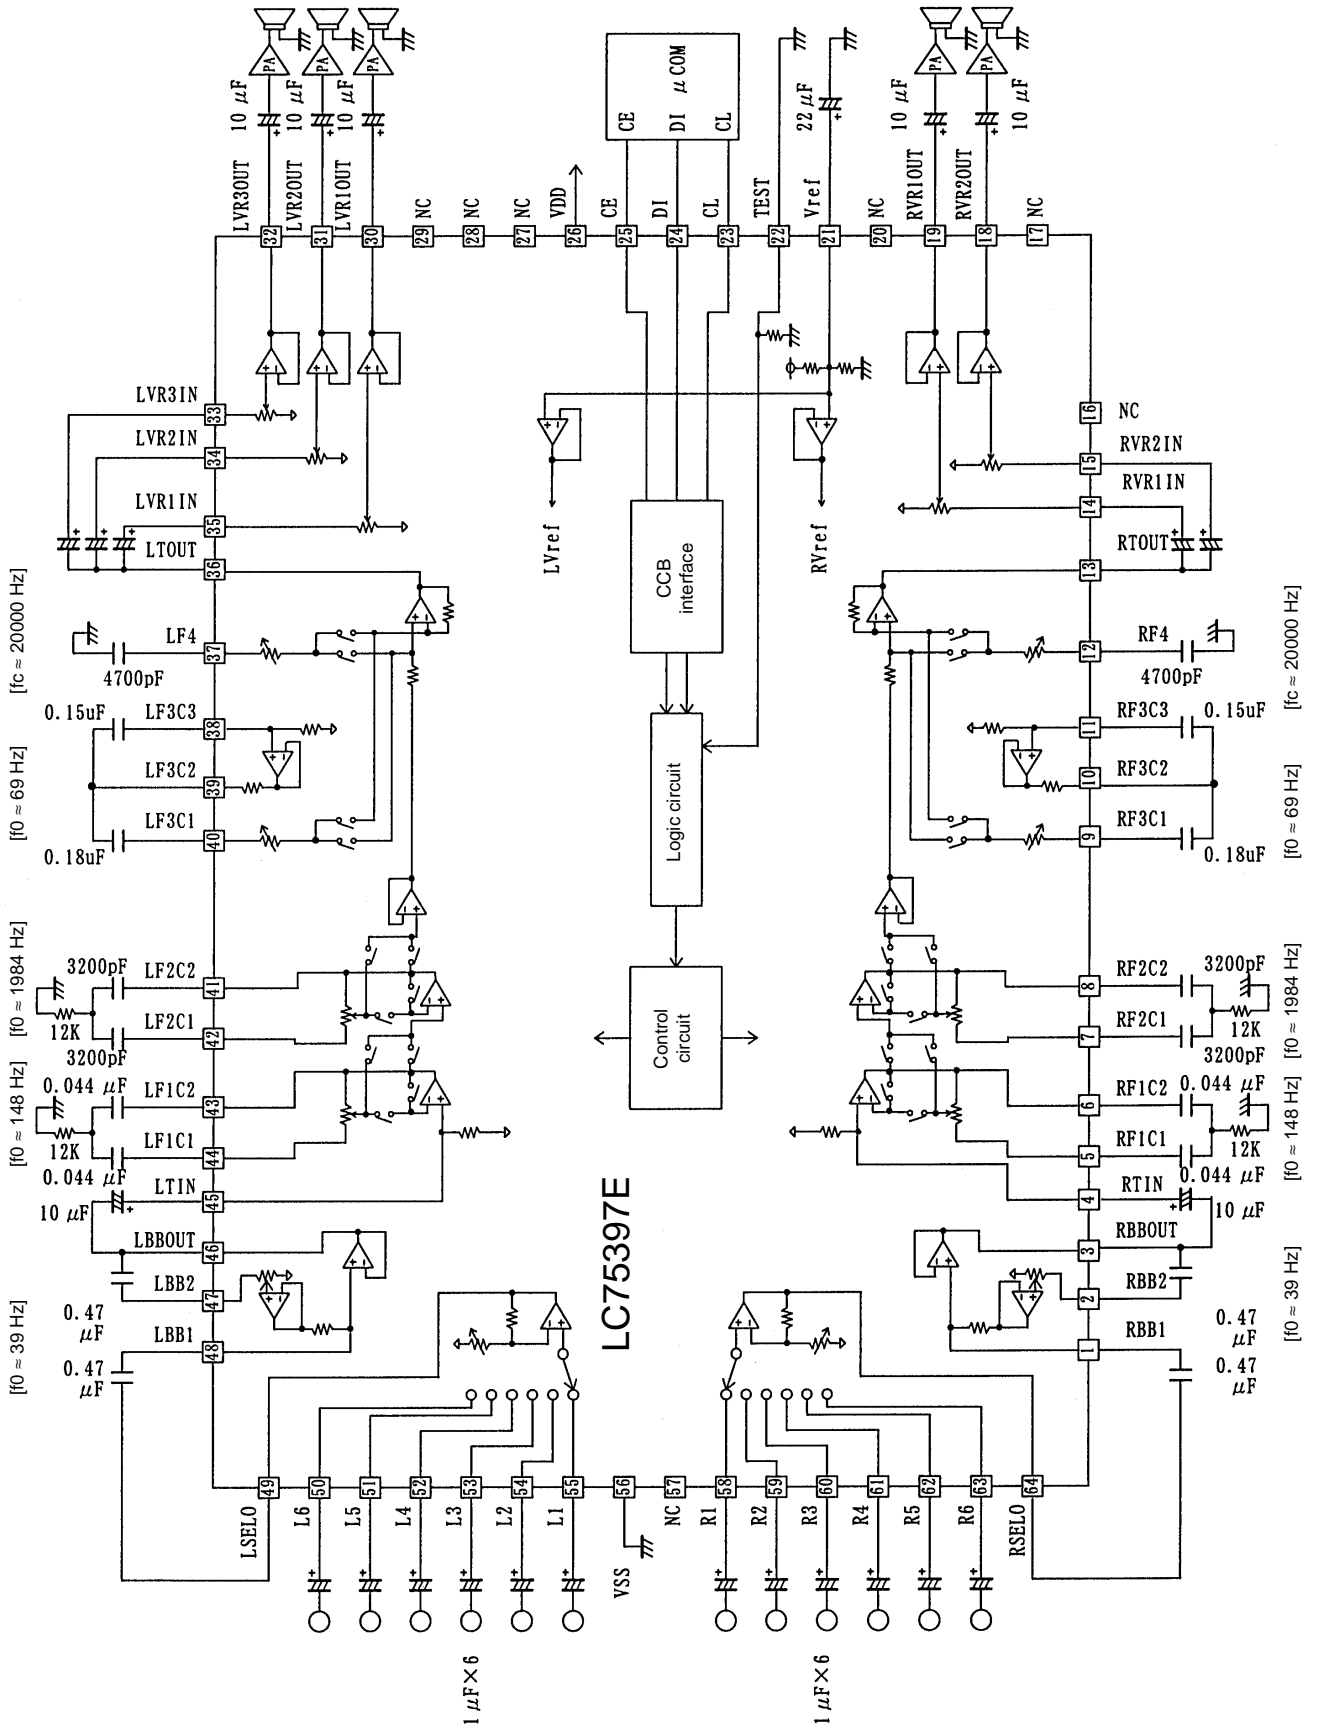 PA
PA
PA
PA
PA
10 μF
10 μF
10 μF
10 μF
10 μF
22 μF
μCOM
CE
DI
CL
LVR3OUT
LVR2OUT
LVR1OUT
NC
NC
NC
VDD
CE
DI
CL
TEST
Vref
NC
RVR1OUT
RVR2OUT
NC
32
31
30
29
28
27
26
25
24
23
22
21
20
19
18
17
LVR3IN
33
LVR2IN
34
LVR1IN
35
LTOUT
36
16
NC
RVR2IN
15
RVR1IN
14
RTOUT
13
LVref
RVref
CCB
interface
Logic circuit
Control
circuit
[fc ≈ 20000 Hz]
LF4
37
4700pF
RF4
12
4700pF
[fc ≈ 20000 Hz]
0.15uF
LF3C3
38
LF3C2
39
LF3C1
40
0.18uF
[f0 ≈ 69 Hz]
RF3C3
11
0.15uF
RF3C2
10
RF3C1
9
0.18uF
[f0 ≈ 69 Hz]
3200pF
LF2C2
41
12K
LF2C1
42
3200pF
[f0 ≈ 1984 Hz]
RF2C2
8
3200pF
RF2C1
7
12K
3200pF
[f0 ≈ 1984 Hz]
0.044 μF
LF1C2
43
12K
LF1C1
44
0.044 μF
[f0 ≈ 148 Hz]
RF1C2
6
0.044 μF
RF1C1
5
12K
0.044 μF
[f0 ≈ 148 Hz]
LTIN
45
10 μF
LBBOUT
46
LBB2
47
0.47
μF
LBB1
48
0.47
μF
[f0 ≈ 39 Hz]
RTIN
4
10 μF
RBBOUT
3
RBB2
2
0.47
μF
RBB1
1
0.47
μF
[f0 ≈ 39 Hz]
LC75397E
49
50
51
52
53
54
55
56
57
58
59
60
61
62
63
64
LSELO
L6
L5
L4
L3
L2
L1
VSS
NC
R1
R2
R3
R4
R5
R6
RSELO
1 μF×6
1 μF×6